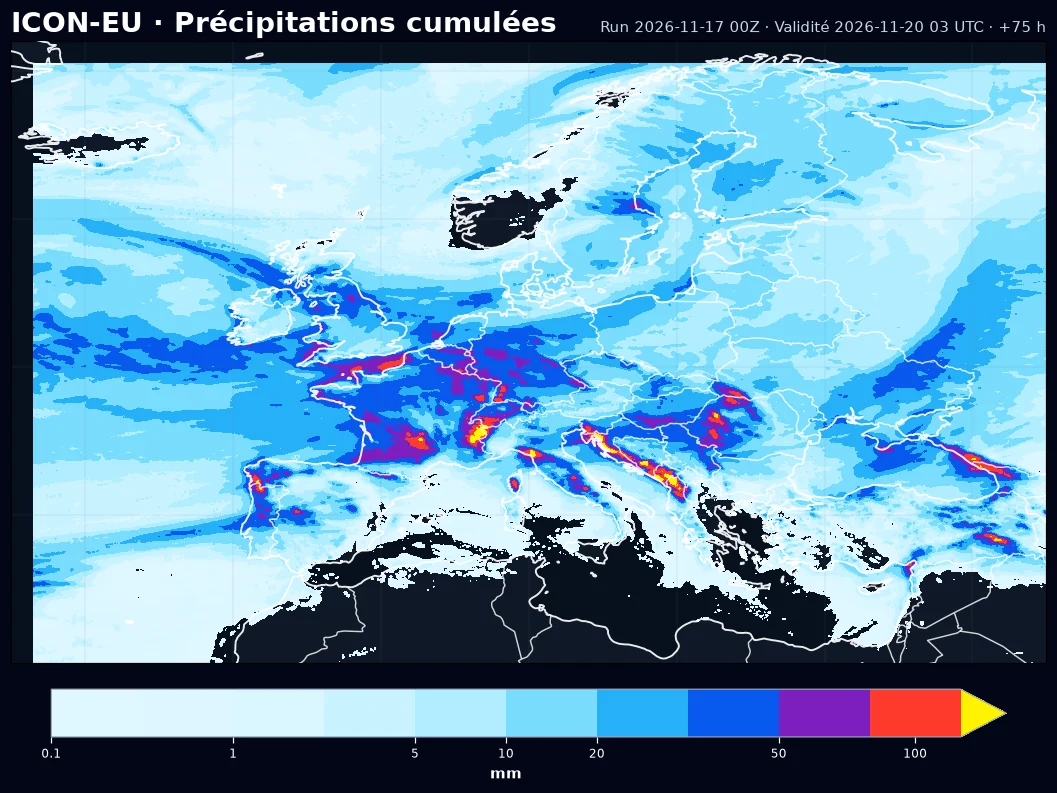 ICON-EU · Précipitations cumulées
Run 2026-11-17 00Z · Validité 2026-11-20 03 UTC · +75 h
0.1 1 5 10 20 50 100
mm